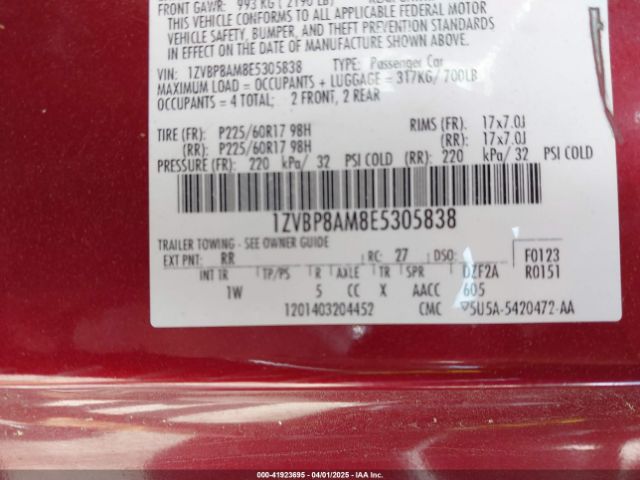 FRONT GAWR: 993 KG ( 2190 LB)
THIS VEHICLE CONFORMS TO ALL APPLICABLE FEDERAL MOTOR
VEHICLE SAFETY, BUMPER, AND THEFT PREVENTION STANDARDS
IN EFFECT ON THE DATE OF MANUFACTURE SHOWN ABOVE.
VIN: 1ZVBP8AM8E5305838 TYPE: Passenger Car
MAXIMUM LOAD = OCCUPANTS + LUGGAGE = 317KG/ 700LB
OCCUPANTS = 4 TOTAL; 2 FRONT, 2 REAR
TIRE (FR): P225/60R17 98H RIMS (FR). 17x7.0J
(RR): P225/60R17 98H (RR): 17x7.0J
PRESSURE (FR): 220 kPa/ 32 PSI COLD (RR): 220 kPa/ 32 PSI COLD
1ZVBP8AM8E5305838
TRAILER TOWING - SEE OWNER GUIDE
EXT PNT: RR RC: 27 DSO: F0123
INT TR TP/PS R AXLE TR SPR DZF2A R0151
1W 5 CC X AACC 605
1201403204452 CMC 5U5A-5420472-AA
000-41923695 04/01/2025 IAA, Inc.